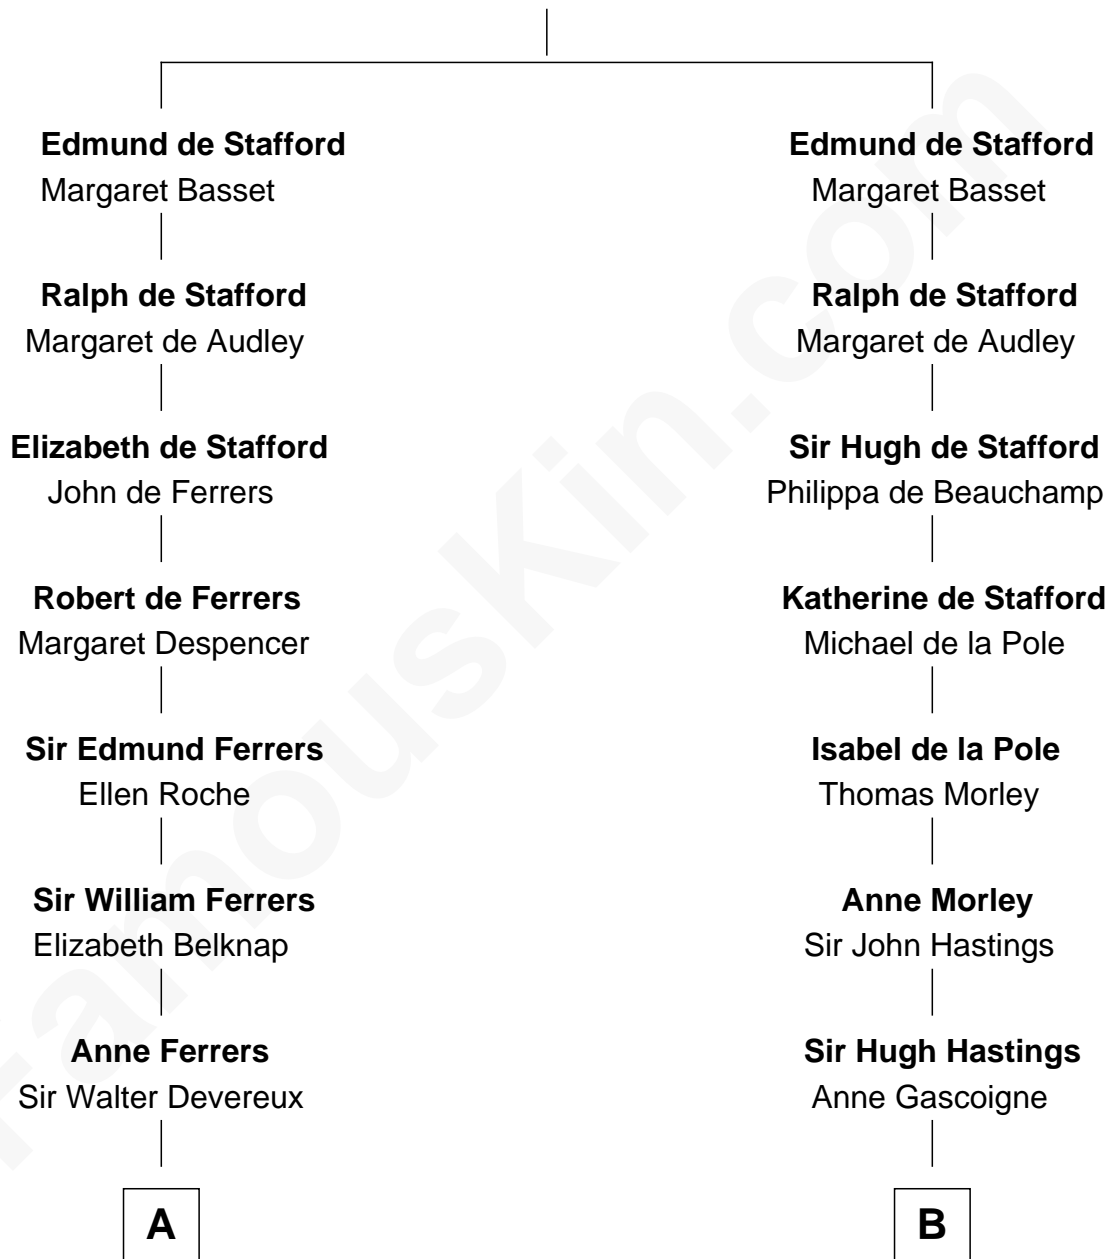 Edmund de Stafford
Margaret Basset
Ralph de Stafford
Margaret de Audley
Elizabeth de Stafford
John de Ferrers
Robert de Ferrers
Margaret Despencer
Sir Edmund Ferrers
Ellen Roche
Sir William Ferrers
Elizabeth Belknap
Anne Ferrers
Sir Walter Devereux
A
Edmund de Stafford
Margaret Basset
Ralph de Stafford
Margaret de Audley
Sir Hugh de Stafford
Philippa de Beauchamp
Katherine de Stafford
Michael de la Pole
Isabel de la Pole
Thomas Morley
Anne Morley
Sir John Hastings
Sir Hugh Hastings
Anne Gascoigne
B
FamousKin.com